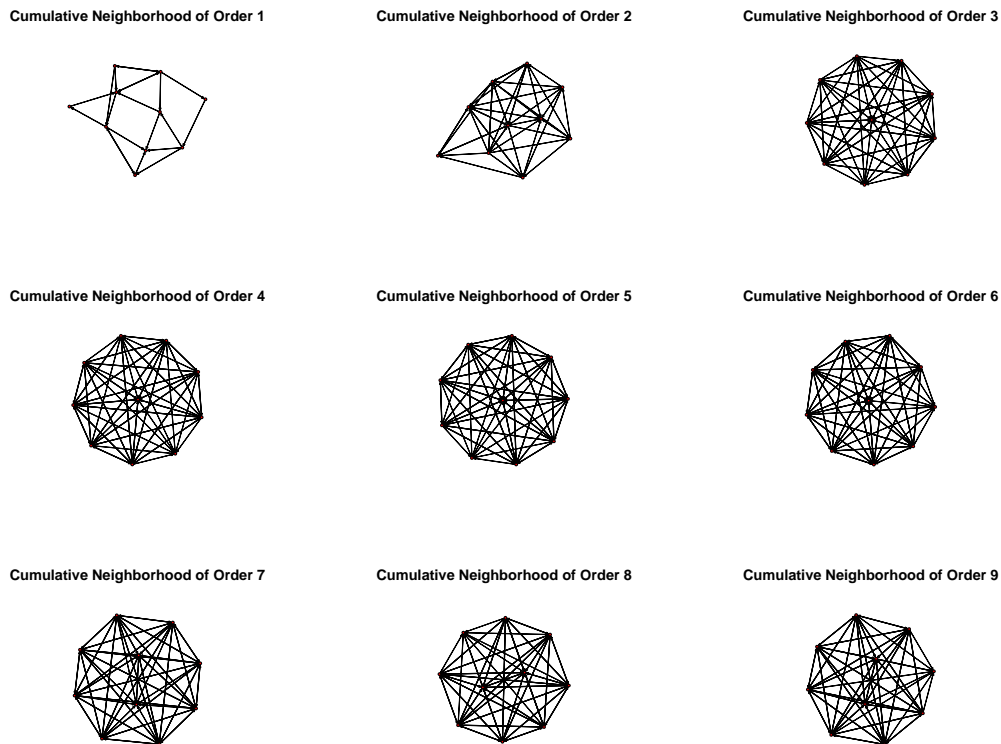 Cumulative Neighborhood of Order 1
Cumulative Neighborhood of Order 2
Cumulative Neighborhood of Order 3
Cumulative Neighborhood of Order 4
Cumulative Neighborhood of Order 5
Cumulative Neighborhood of Order 6
Cumulative Neighborhood of Order 7
Cumulative Neighborhood of Order 8
Cumulative Neighborhood of Order 9